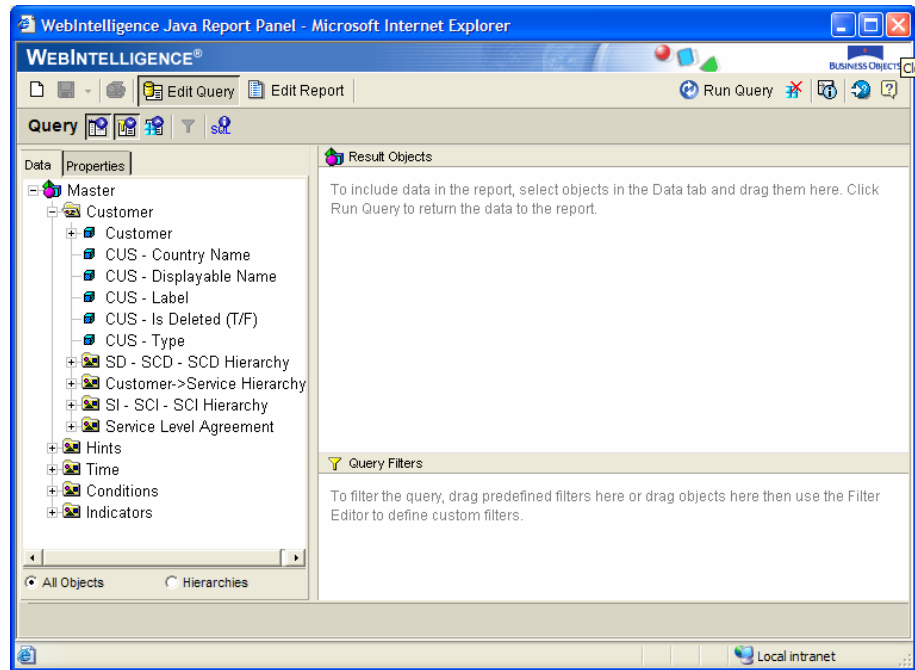 WebIntelligence Java Report Panel - Microsoft Internet Explorer
WEBINTELLIGENCE®
BUSINESS OBJECTS
Cl
Edit Query
Edit Report
Run Query
Query
SQL
Data
Properties
Master
Customer
Customer
CUS - Country Name
CUS - Displayable Name
CUS - Label
CUS - Is Deleted (T/F)
CUS - Type
SD - SCD - SCD Hierarchy
Customer->Service Hierarchy
SI - SCI - SCI Hierarchy
Service Level Agreement
Hints
Time
Conditions
Indicators
All Objects
Hierarchies
Result Objects
To include data in the report, select objects in the Data tab and drag them here. Click
Run Query to return the data to the report.
Query Filters
To filter the query, drag predefined filters here or drag objects here then use the Filter
Editor to define custom filters.
Local intranet